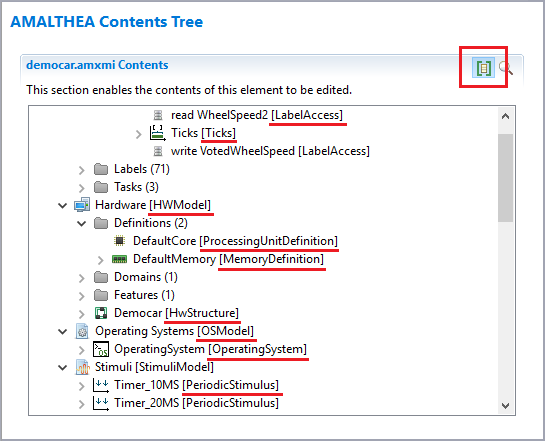 AMALTHEA Contents Tree
democar.amxmi Contents
This section enables the contents of this element to be edited.
read WheelSpeed2 [LabelAccess]
Ticks [Ticks]
write VotedWheelSpeed [LabelAccess]
Labels (71)
Tasks (3)
Hardware [HWModel]
Definitions (2)
DefaultCore [ProcessingUnitDefinition]
DefaultMemory [MemoryDefinition]
Domains (1)
Features (1)
Democar [HwStructure]
Operating Systems [OSModel]
OperatingSystem [OperatingSystem]
Stimuli [StimuliModel]
Timer_10MS [PeriodicStimulus]
Timer_20MS [PeriodicStimulus]